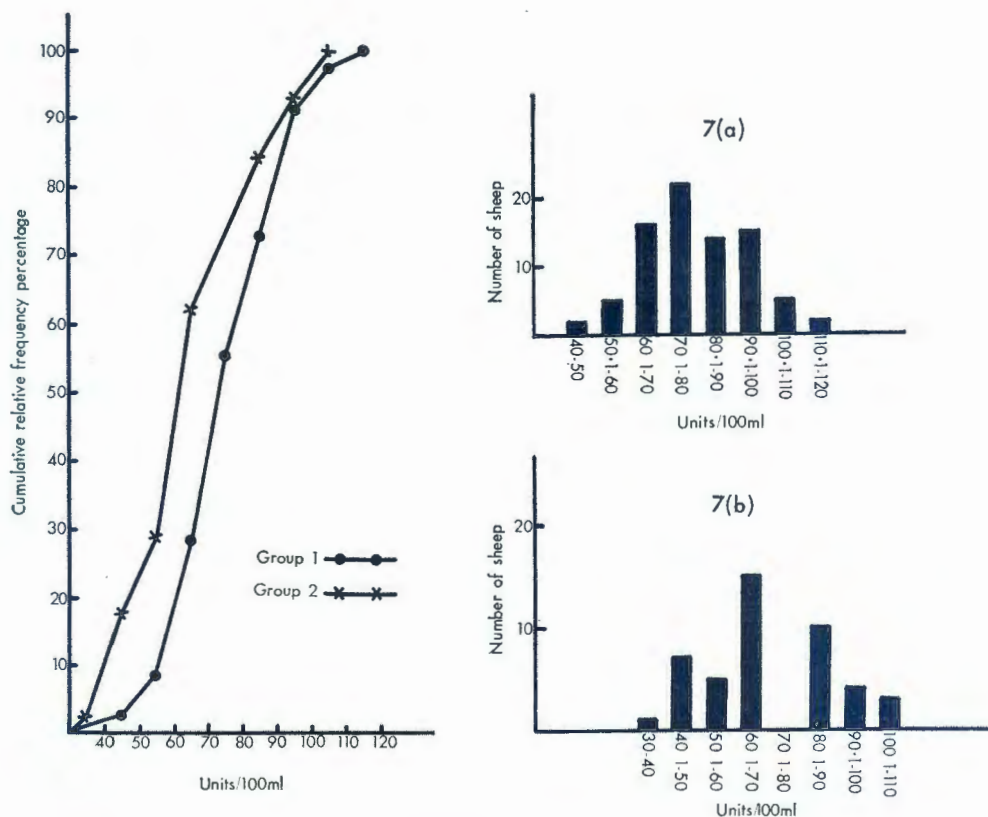 Cumulative relative frequency percentage
100
90
80
70
60
50
40
30
20
10
40 50 60 70 80 90 100 110 120
Units/100ml
Group 1
Group 2
7(a)
Number of sheep
20
10
40-50
50·1-60
60 1-70
70 1-80
80·1-90
90·1-100
100·1-110
110·1-120
Units/100ml
7(b)
Number of sheep
20
10
30-40
40 1-50
50 1-60
60 1-70
70 1-80
80 1-90
90·1-100
100 1-110
Units/100ml